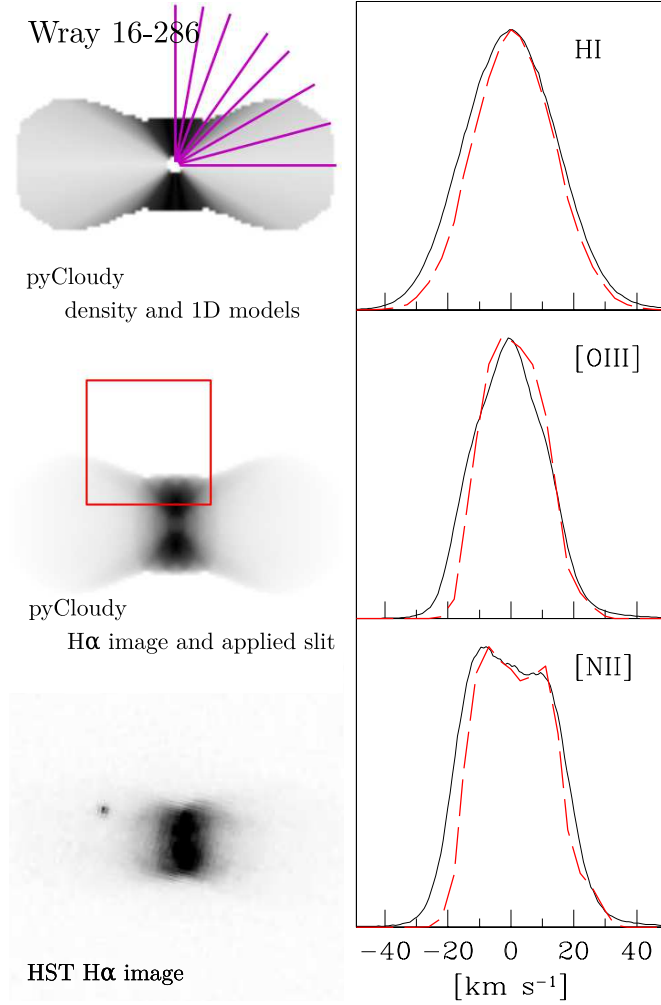 Wray 16-286
pyCloudy
density and 1D models
pyCloudy
Hα image and applied slit
HST Hα image
HI
[OIII]
[NII]
−40 −20 0 20 40
[km s⁻¹]